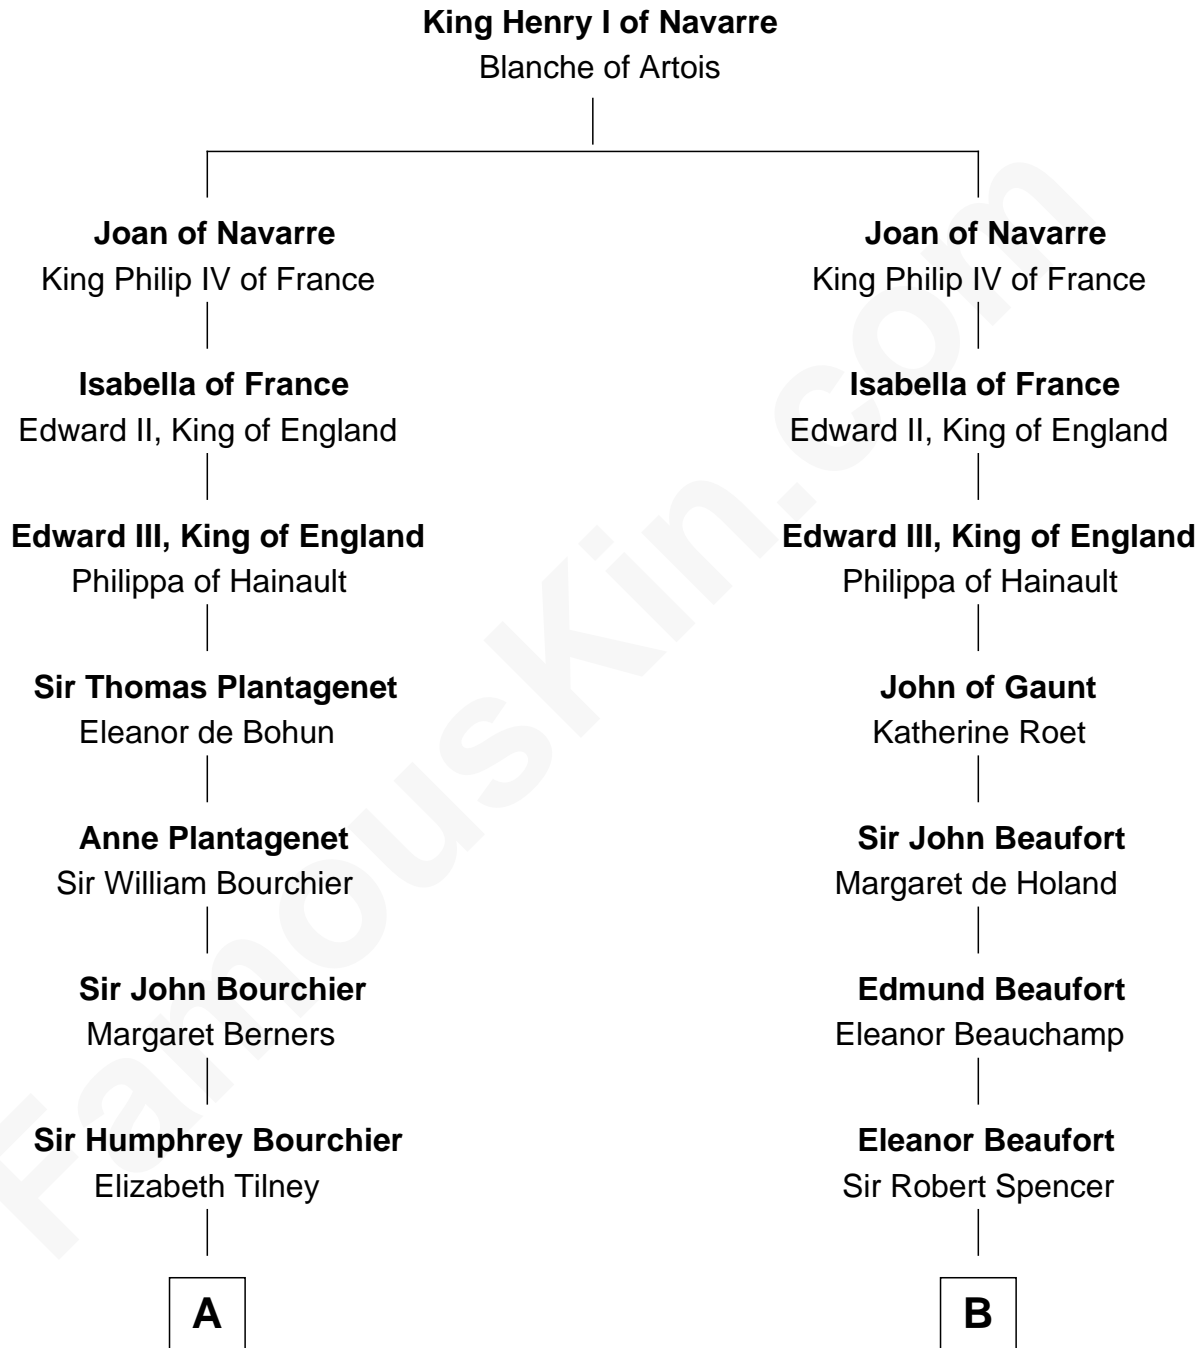 King Henry I of Navarre
Blanche of Artois
Joan of Navarre
King Philip IV of France
Joan of Navarre
King Philip IV of France
Isabella of France
Edward II, King of England
Isabella of France
Edward II, King of England
Edward III, King of England
Philippa of Hainault
Edward III, King of England
Philippa of Hainault
Sir Thomas Plantagenet
Eleanor de Bohun
John of Gaunt
Katherine Roet
Anne Plantagenet
Sir William Bourchier
Sir John Beaufort
Margaret de Holand
Sir John Bourchier
Margaret Berners
Edmund Beaufort
Eleanor Beauchamp
Sir Humphrey Bourchier
Elizabeth Tilney
Eleanor Beaufort
Sir Robert Spencer
A
B
FamousKin.com